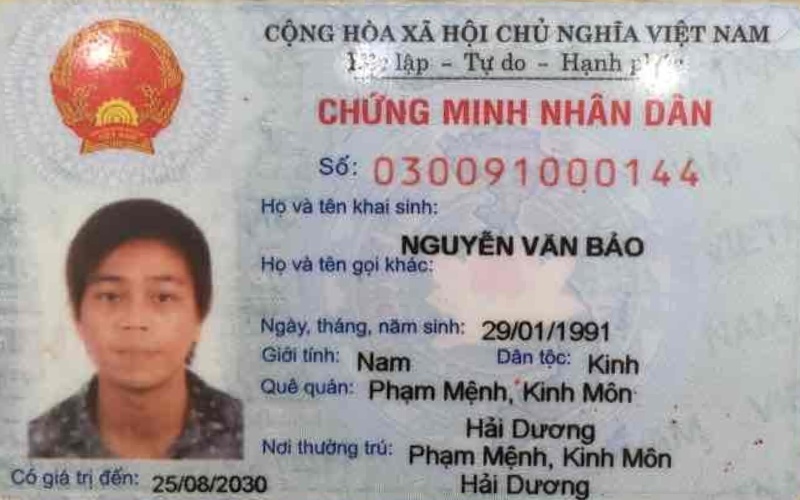 CỘNG HÒA XÃ HỘI CHỦ NGHĨA VIỆT NAM
lập - Tự do - Hạnh
CHỨNG MINH NHÂN DÂN
Số: 030091000144
Họ và tên khai sinh:
NGUYỄN VĂN BẢO
Họ và tên gọi khác:
Ngày, tháng, năm sinh: 29/01/1991
Giới tính: Nam Dân tộc: Kinh
Quê quán: Phạm Mệnh, Kinh Môn
Hải Dương
Nơi thường trú: Phạm Mệnh, Kinh Môn
Hải Dương
Có giá trị đến: 25/08/2030